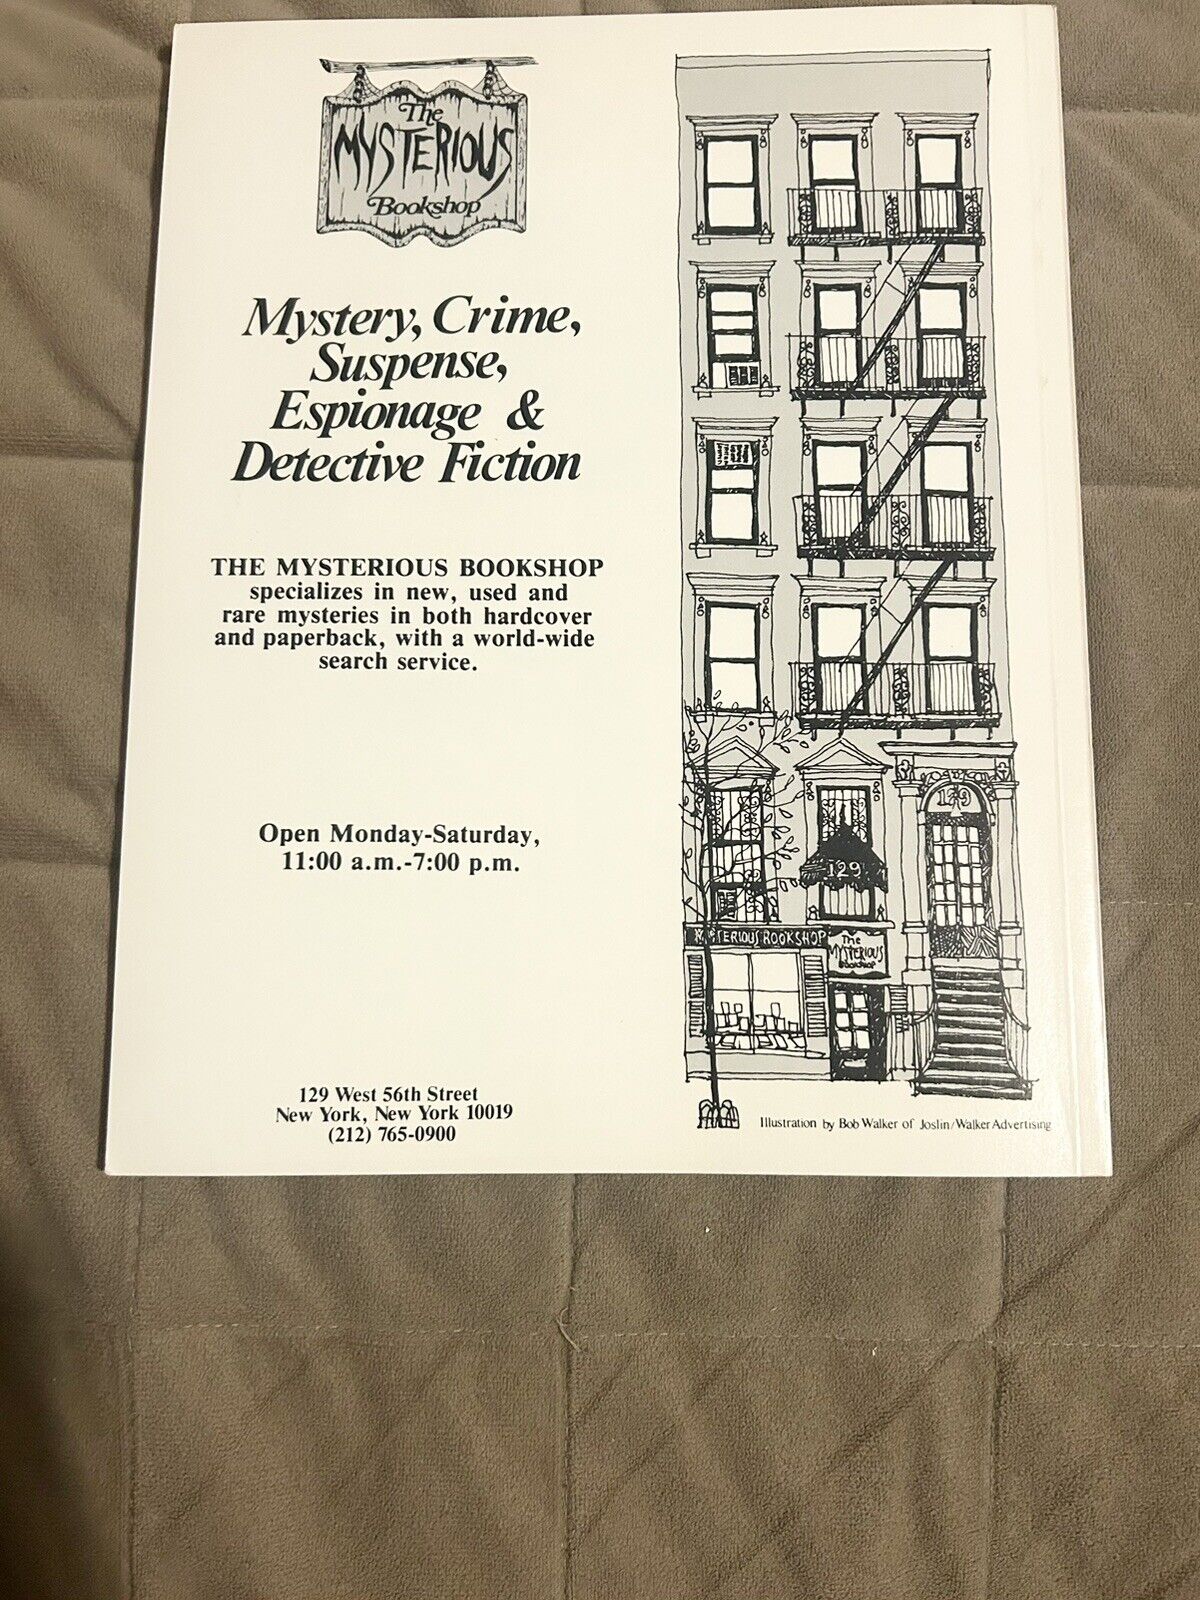 The
MYSTERIOUS
Bookshop
Mystery, Crime,
Suspense,
Espionage &
Detective Fiction
THE MYSTERIOUS BOOKSHOP
specializes in new, used and
rare mysteries in both hardcover
and paperback, with a world-wide
search service.
Open Monday-Saturday,
11:00 a.m.-7:00 p.m.
129 West 56th Street
New York, New York 10019
(212) 765-0900
129
129
MYSTERIOUS BOOKSHOP
The
MYSTERIOUS
BOOKSHOP
Illustration by Bob Walker of Joslin/Walker Advertising